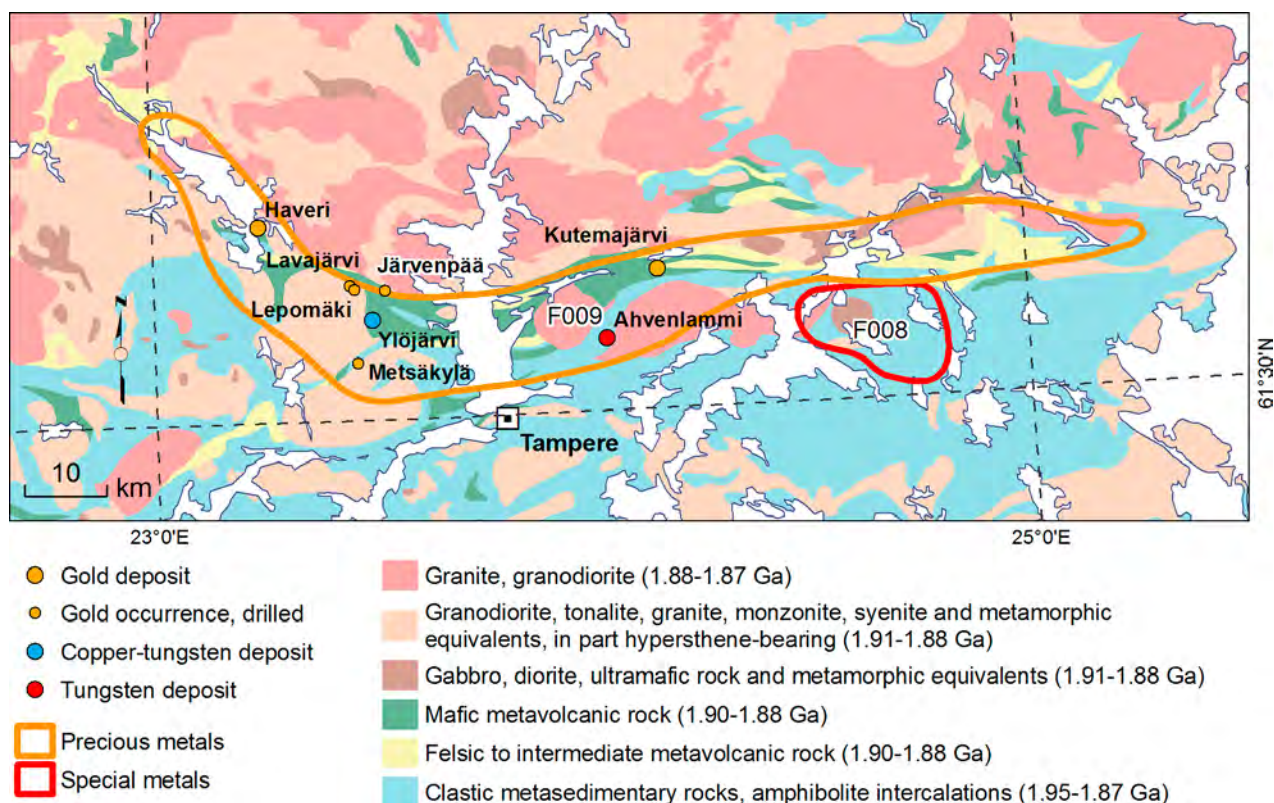 Haveri
Kutemajärvi
Lavajärvi
Järvenpää
Lepomäki
F009
Ahvenlammi
F008
Ylöjärvi
Metsäkylä
N
61°30'N
Tampere
10
km
23°0'E
25°0'E
Gold deposit
Gold occurrence, drilled
Copper-tungsten deposit
Tungsten deposit
Precious metals
Special metals
Granite, granodiorite (1.88-1.87 Ga)
Granodiorite, tonalite, granite, monzonite, syenite and metamorphic
equivalents, in part hypersthene-bearing (1.91-1.88 Ga)
Gabbro, diorite, ultramafic rock and metamorphic equivalents (1.91-1.88 Ga)
Mafic metavolcanic rock (1.90-1.88 Ga)
Felsic to intermediate metavolcanic rock (1.90-1.88 Ga)
Clastic metasedimentary rocks, amphibolite intercalations (1.95-1.87 Ga)